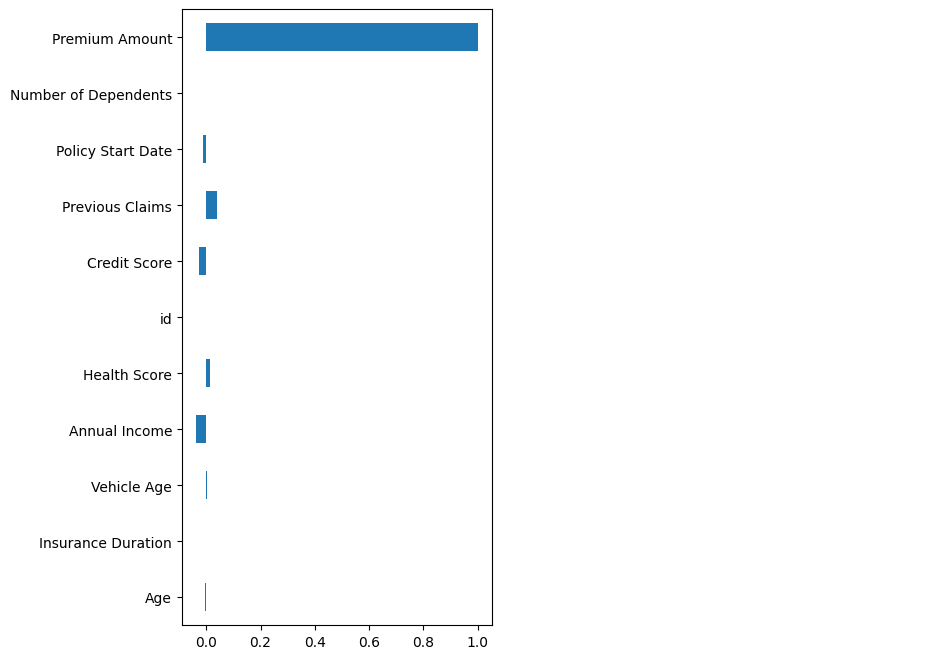 Premium Amount
Number of Dependents
Policy Start Date
Previous Claims
Credit Score
id
Health Score
Annual Income
Vehicle Age
Insurance Duration
Age
0.0 0.2 0.4 0.6 0.8 1.0